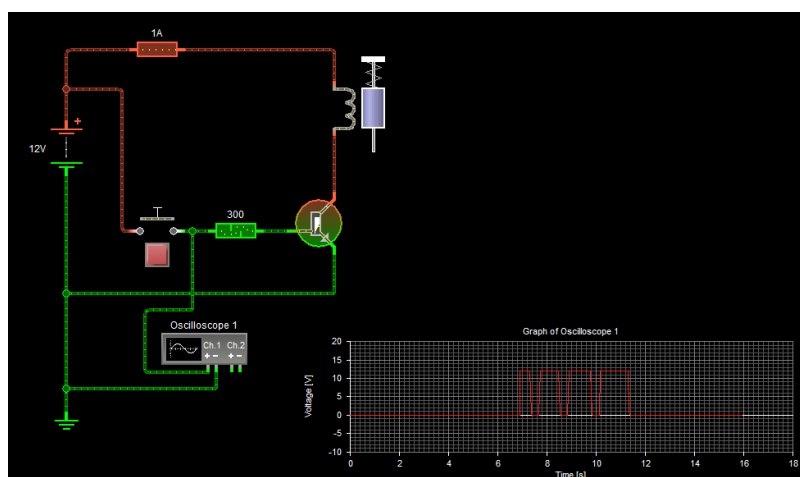 1A
+
12V
300
Oscilloscope 1
Ch.1 Ch.2
+ - + -
Graph of Oscilloscope 1
Voltage [V]
20
15
10
5
0
-5
-10
0 2 4 6 8 10 12 14 16 18
Time [s]